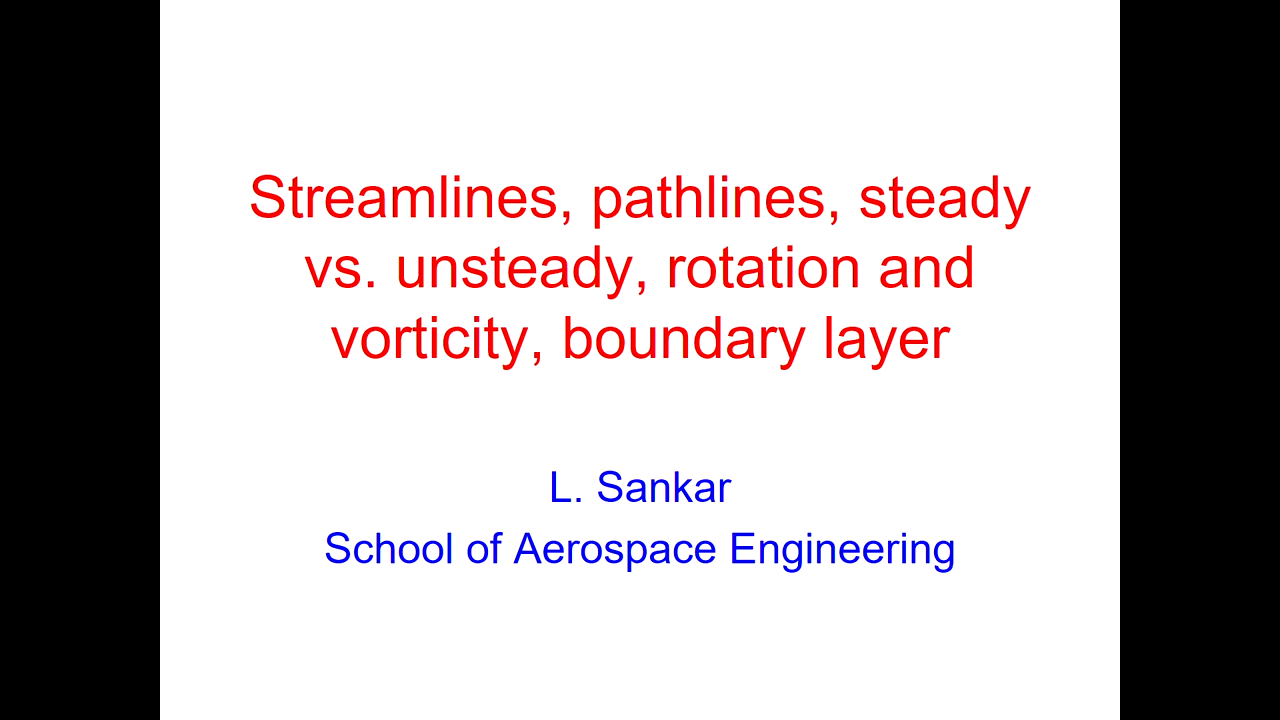 Streamlines, pathlines, steady
vs. unsteady, rotation and
vorticity, boundary layer
L. Sankar
School of Aerospace Engineering